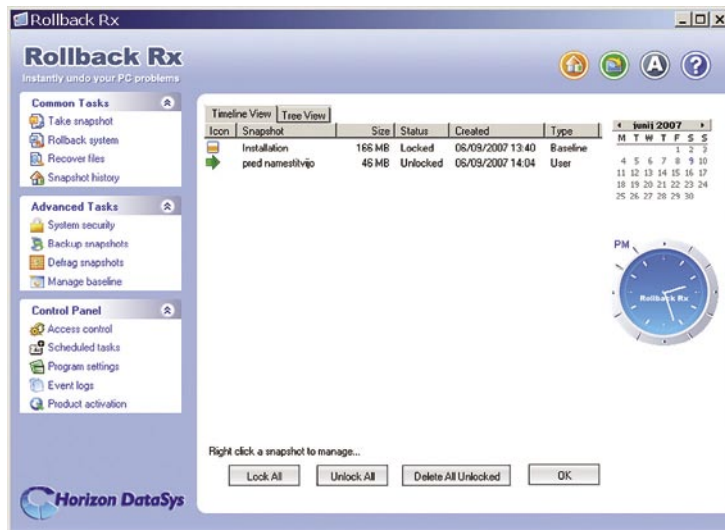 Rollback Rx
Rollback Rx
Instantly undo your PC problems
Common Tasks
Take snapshot
Rollback system
Recover files
Snapshot history
Advanced Tasks
System security
Backup snapshots
Defrag snapshots
Manage baseline
Control Panel
Access control
Scheduled tasks
Program settings
Event logs
Product activation
Horizon DataSys
A ?
Timeline View Tree View
Icon Snapshot Size Status Created Type
Installation 166 MB Locked 06/09/2007 13:40 Baseline
pred namestitvijo 46 MB Unlocked 06/09/2007 14:04 User
Right click a snapshot to manage...
Lock All Unlock All Delete All Unlocked OK
junij 2007
M T W T F S S
1 2 3
4 5 6 7 8 9 10
11 12 13 14 15 16 17
18 19 20 21 22 23 24
25 26 27 28 29 30
PM
Rollback Rx